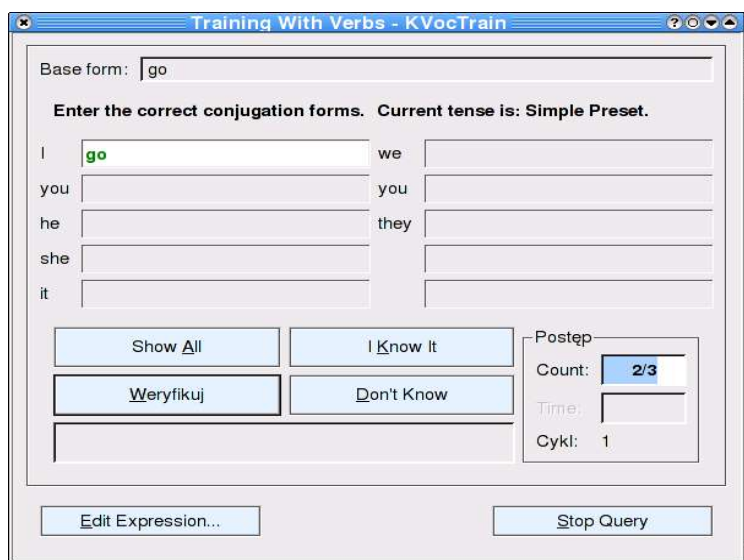 Training With Verbs - KVocTrain
Base form: go
Enter the correct conjugation forms. Current tense is: Simple Preset.
I go we
you you
he they
she
it
Show All I Know It
Weryfikuj Don't Know
Postęp
Count: 2/3
Time:
Cykl: 1
Edit Expression... Stop Query